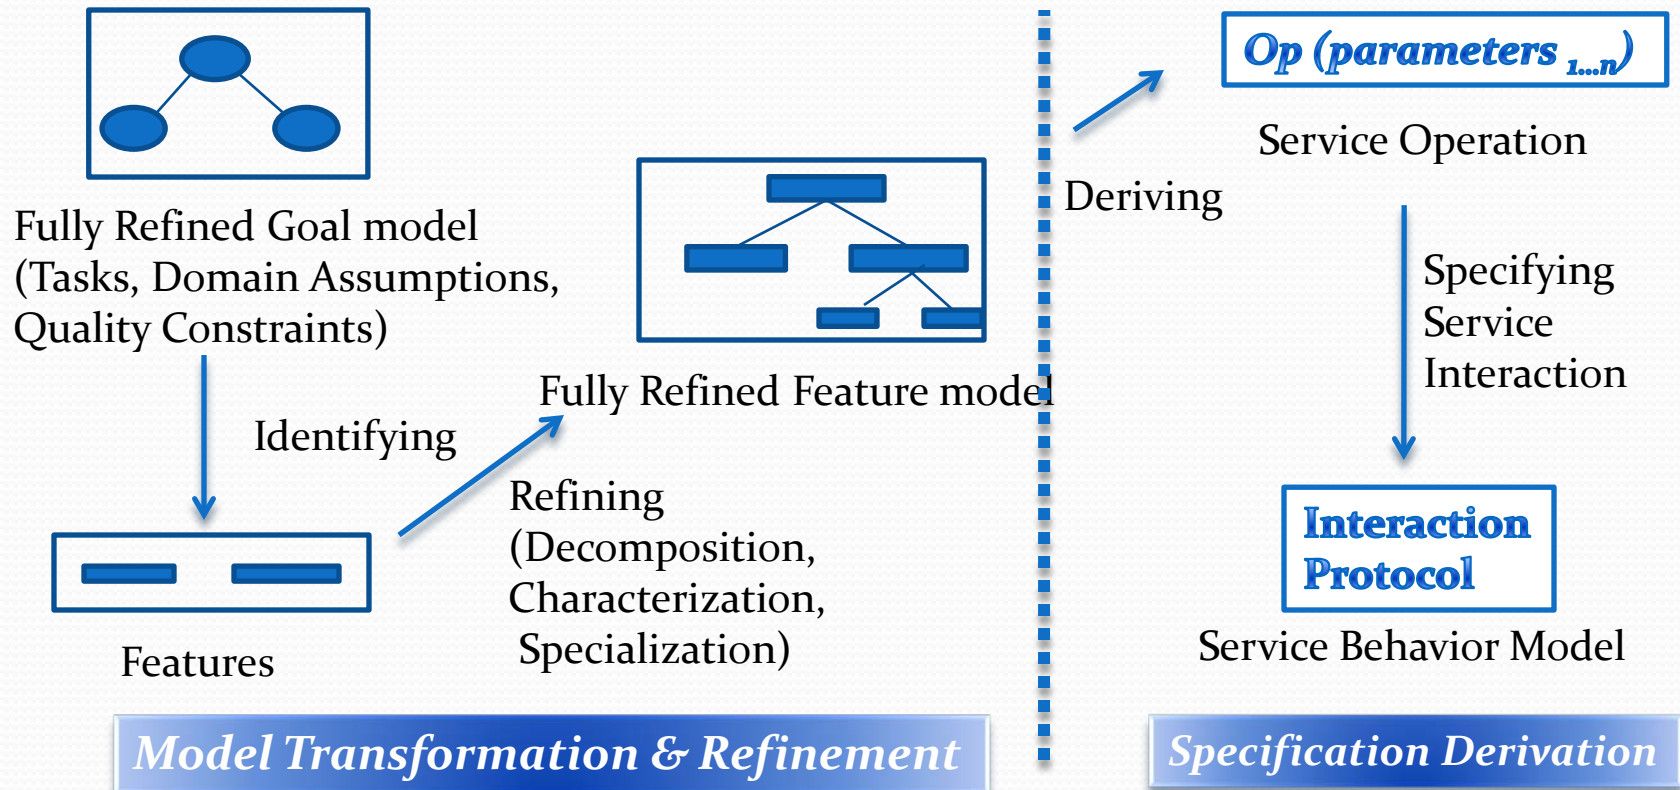 Fully Refined Goal model
(Tasks, Domain Assumptions,
Quality Constraints)
Identifying
Features
Refining
(Decomposition,
Characterization,
Specialization)
Fully Refined Feature model
Model Transformation & Refinement
Deriving
Op (parameters 1...n)
Service Operation
Specifying
Service
Interaction
Interaction
Protocol
Service Behavior Model
Specification Derivation